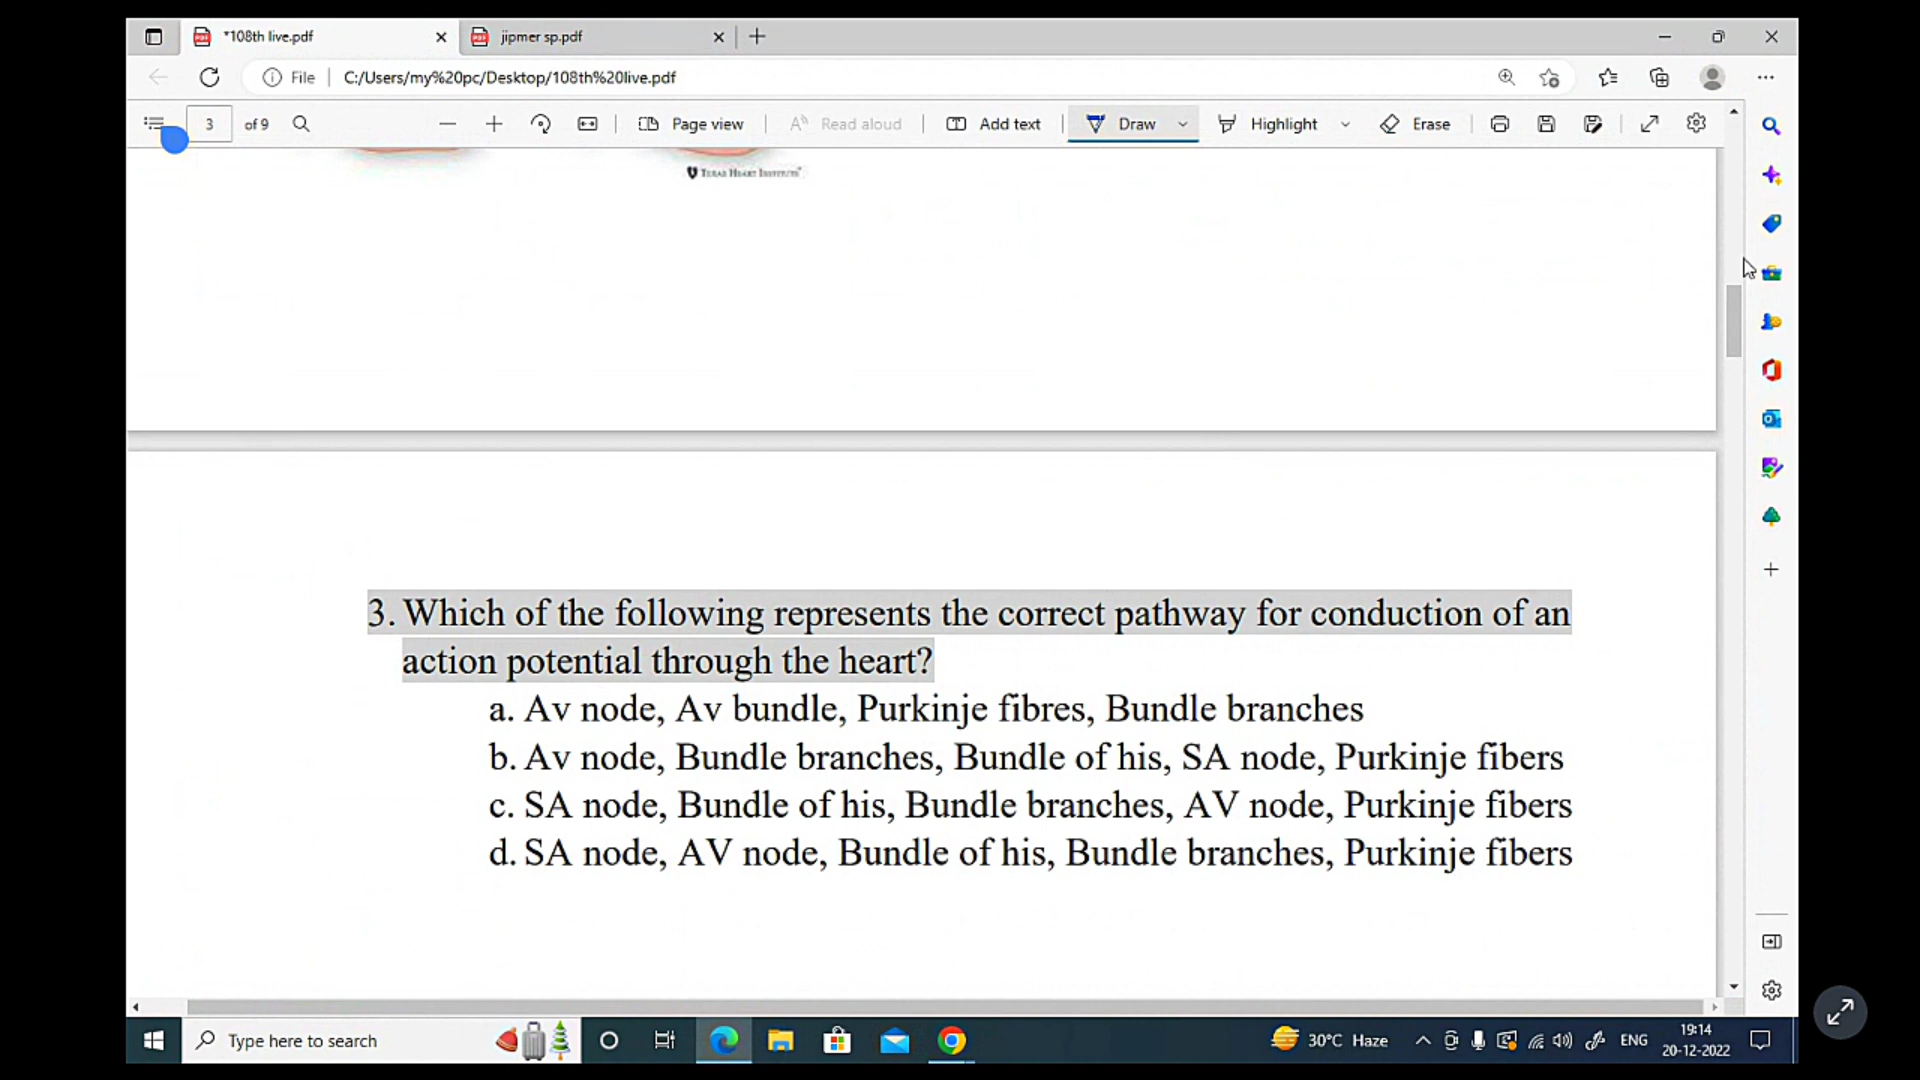 *108th live.pdf
jipmer sp.pdf
File
C:/Users/my%20pc/Desktop/108th%20live.pdf
3 of 9
Page view
Read aloud
Add text
Draw
Highlight
Erase
TEXAS HEART INSTITUTE
3. Which of the following represents the correct pathway for conduction of an
action potential through the heart?
a. Av node, Av bundle, Purkinje fibres, Bundle branches
b. Av node, Bundle branches, Bundle of his, SA node, Purkinje fibers
c. SA node, Bundle of his, Bundle branches, AV node, Purkinje fibers
d. SA node, AV node, Bundle of his, Bundle branches, Purkinje fibers
Type here to search
30°C Haze
ENG
19:14
20-12-2022